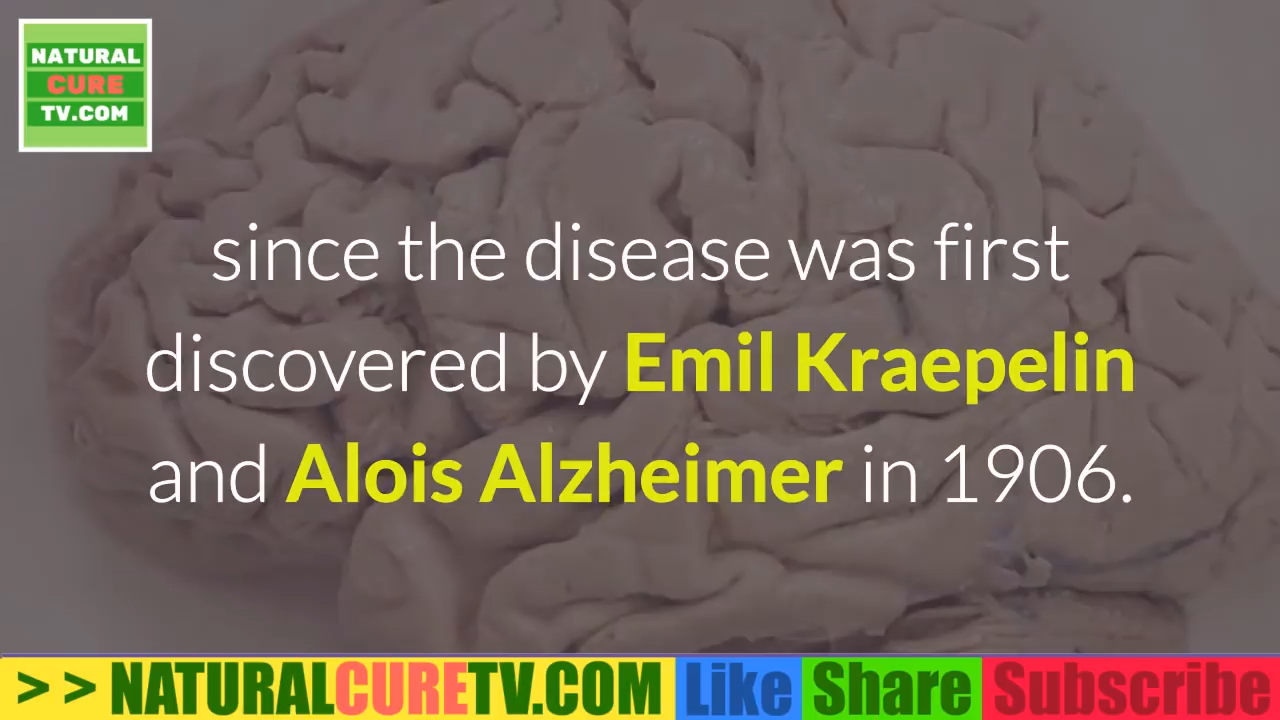 NATURAL
CURE
TV.COM
since the disease was first
discovered by Emil Kraepelin
and Alois Alzheimer in 1906.
> > NATURALCURETV.COM Like Share Subscribe